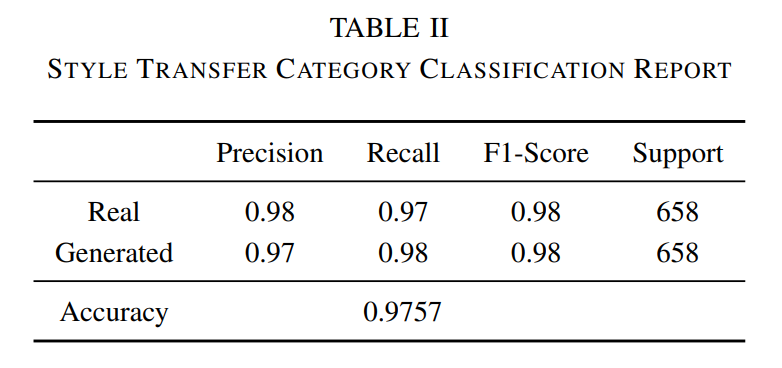 TABLE II
STYLE TRANSFER CATEGORY CLASSIFICATION REPORT
Precision Recall F1-Score Support
Real 0.98 0.97 0.98 658
Generated 0.97 0.98 0.98 658
Accuracy 0.9757